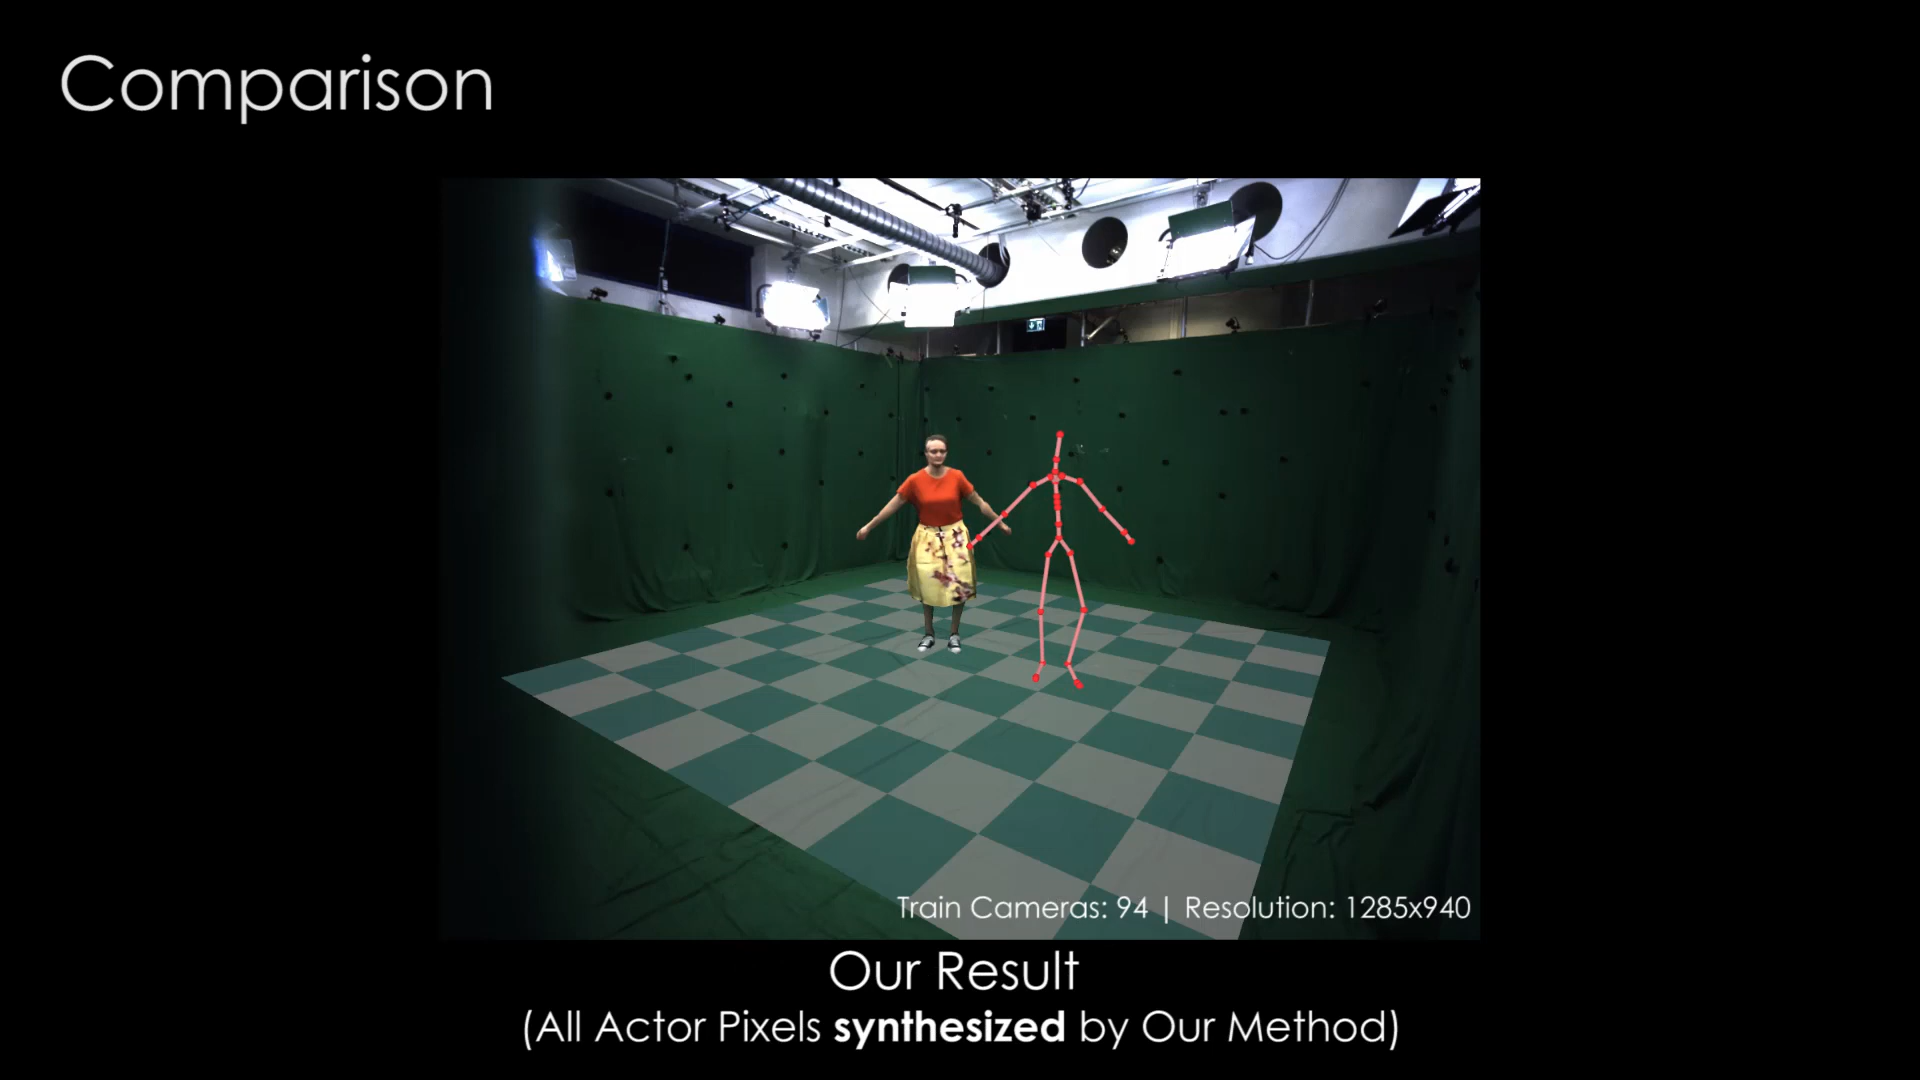 Comparison
Train Cameras: 94 | Resolution: 1285x940
Our Result
(All Actor Pixels synthesized by Our Method)